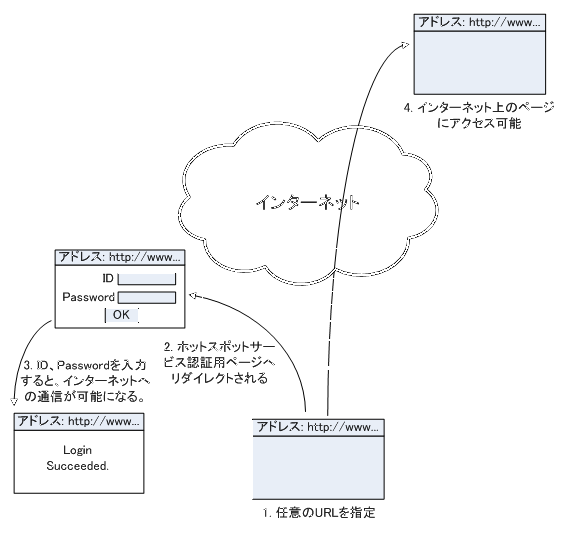 アドレス: http://www...
4. インターネット上のページ
にアクセス可能
インターネット
アドレス: http://www...
ID
Password
OK
2. ホットスポットサー
ビス認証用ページへ
リダイレクトされる
3. ID、Passwordを入力
すると。インターネットへ
の通信が可能になる。
アドレス: http://www...
Login
Succeeded.
アドレス: http://www...
1. 任意のURLを指定